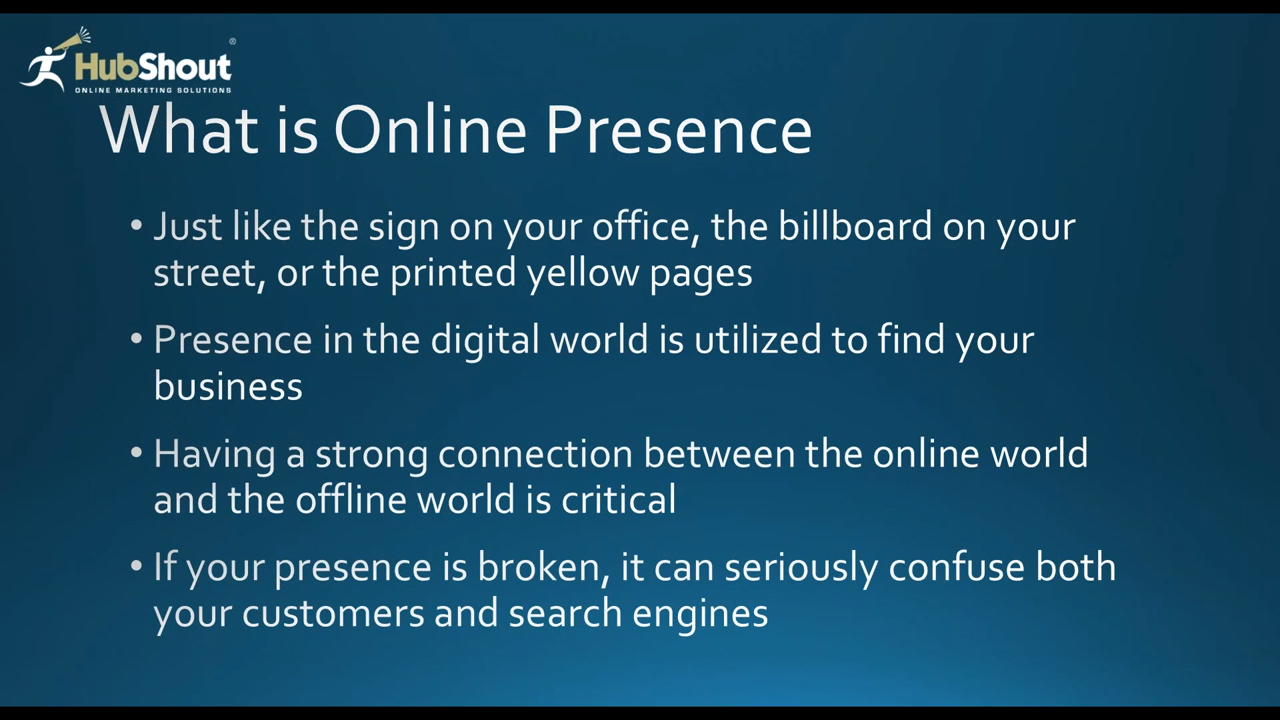 HubShout®
ONLINE MARKETING SOLUTIONS
What is Online Presence
• Just like the sign on your office, the billboard on your
street, or the printed yellow pages
• Presence in the digital world is utilized to find your
business
• Having a strong connection between the online world
and the offline world is critical
• If your presence is broken, it can seriously confuse both
your customers and search engines